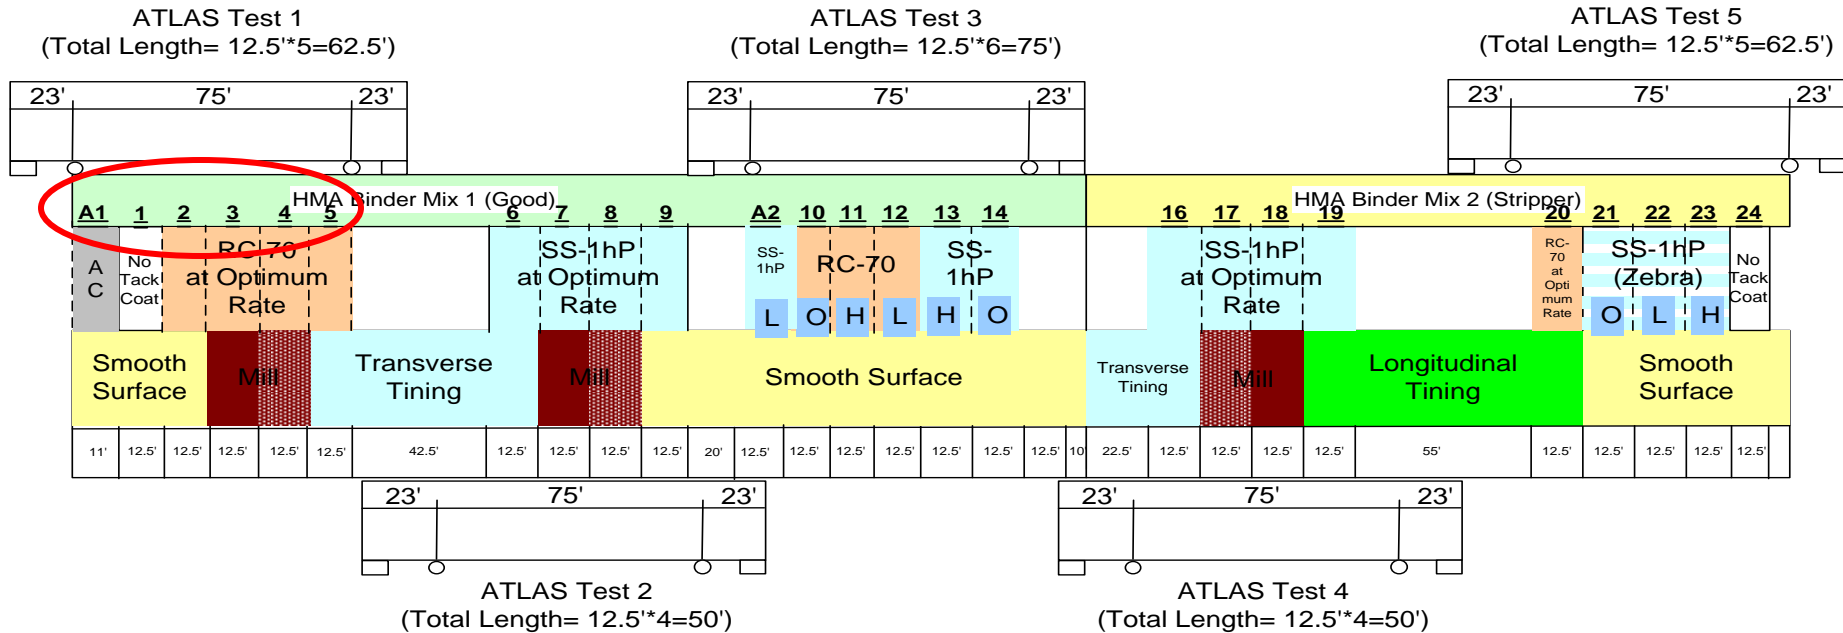 ATLAS Test 1
(Total Length= 12.5'*5=62.5')
ATLAS Test 3
(Total Length= 12.5'*6=75')
ATLAS Test 5
(Total Length= 12.5'*5=62.5')
23' 75' 23'
23' 75' 23'
23' 75' 23'
HMA Binder Mix 1 (Good)
HMA Binder Mix 2 (Stripper)
A1 1 2 3 4 5 6 7 8 9 A2 10 11 12 13 14 16 17 18 19 20 21 22 23 24
A
C
No
Tack
Coat
RC-70
at Optimum
Rate
SS-1hP
at Optimum
Rate
SS-
1hP
RC-70
SS-
1hP
L O H L H O
SS-1hP
at Optimum
Rate
RC-
70
at
Opti
mum
Rate
SS-1hP
(Zebra)
O L H
No
Tack
Coat
Smooth
Surface
Mill
Transverse
Tining
Mill
Smooth Surface
Transverse
Tining
Mill
Longitudinal
Tining
Smooth
Surface
11' 12.5' 12.5' 12.5' 12.5' 12.5' 42.5' 12.5' 12.5' 12.5' 12.5' 20' 12.5' 12.5' 12.5' 12.5' 12.5' 12.5' 12.5' 10' 22.5' 12.5' 12.5' 12.5' 12.5' 55' 12.5' 12.5' 12.5' 12.5' 12.5'
23' 75' 23'
23' 75' 23'
ATLAS Test 2
(Total Length= 12.5'*4=50')
ATLAS Test 4
(Total Length= 12.5'*4=50')